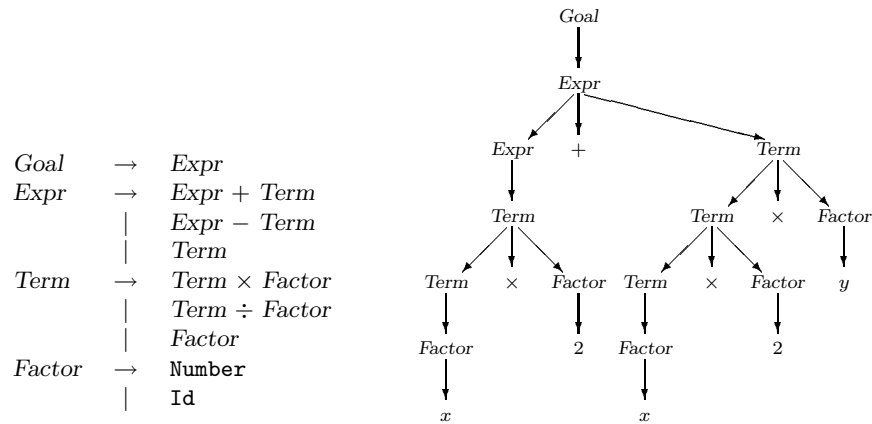 Goal → Expr
Expr → Expr + Term
| Expr − Term
| Term
Term → Term × Factor
| Term ÷ Factor
| Factor
Factor → Number
| Id
Goal
Expr
Expr + Term
Term Term × Factor
Term × Factor Term × Factor y
Factor 2 Factor 2
x x